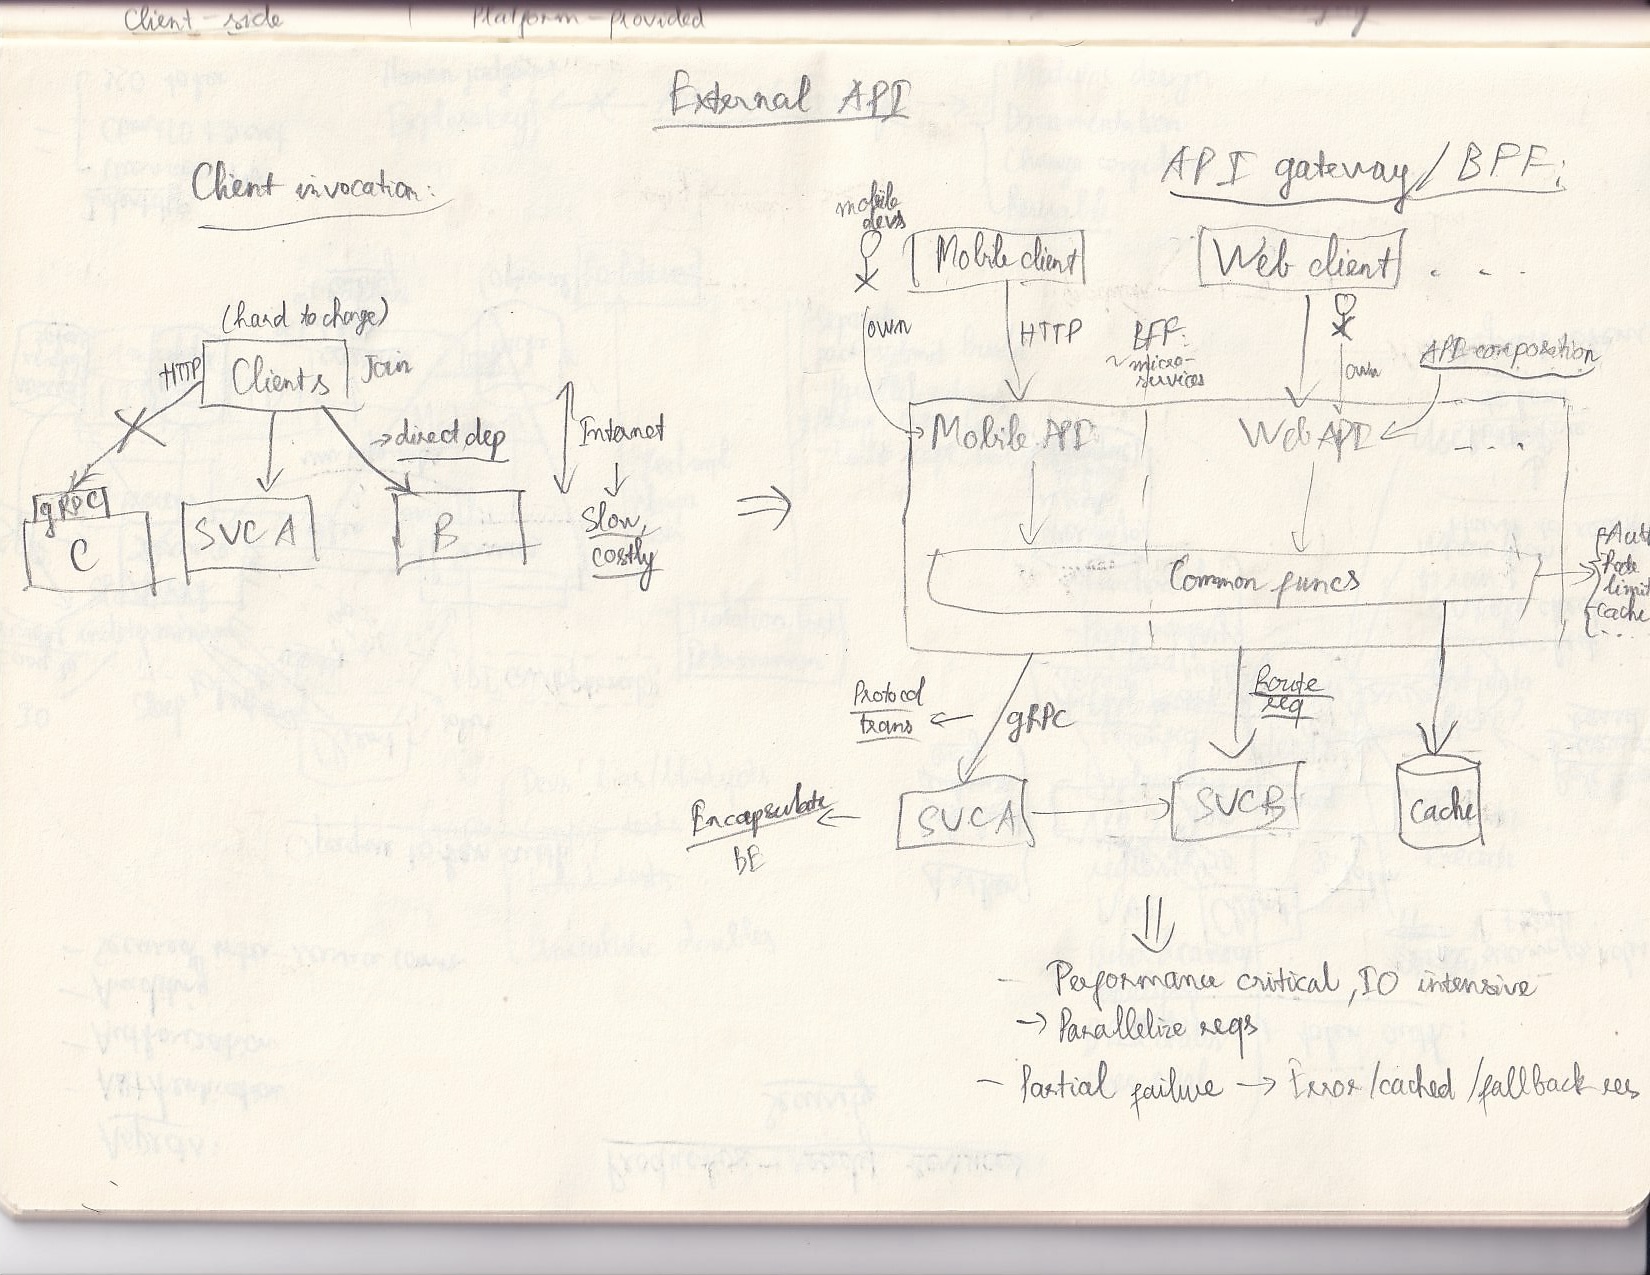 Client-side | Platform-provided
External API
Client invocation:
(hard to change)
HTTP
Clients
Join
→ direct dep
Internet
Slow,
costly
gRPC
C
SVC A
B
API gateway / BFF:
mobile
devs
Mobile client
Web client
. . .
own
HTTP
BFF:
~ micro-
services
own
API composition
Mobile API
Web API
. . .
Common funcs
Auth
Rate
limit
cache
...
Protocol
trans
gRPC
Route
req
Encapsulate
BE
SVC A
SVC B
Cache
- Performance critical, IO intensive
→ Parallelize reqs
- Partial failure → Error/cached/fallback res